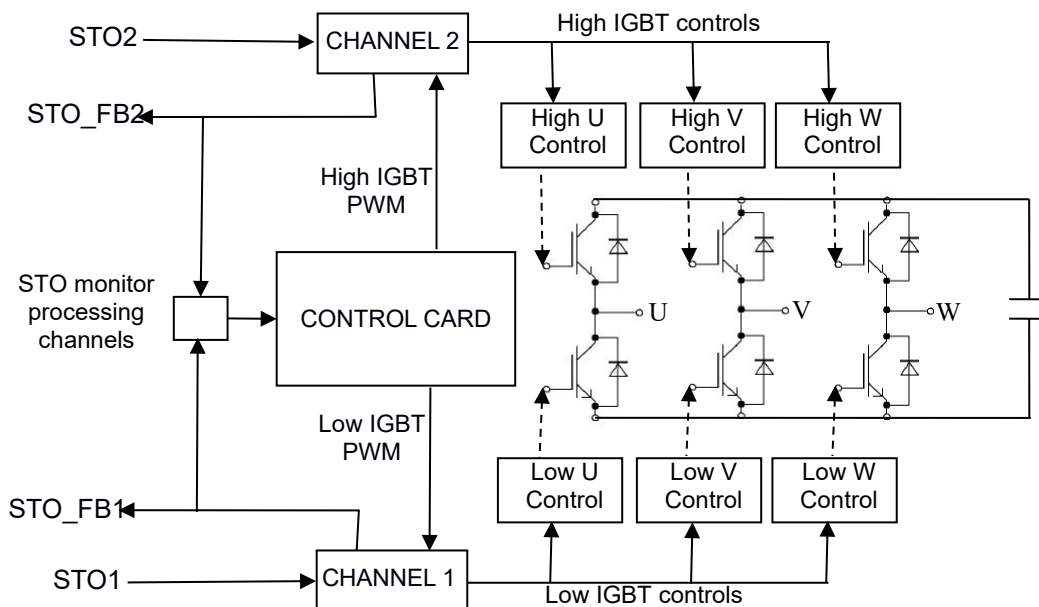 STO2
CHANNEL 2
High IGBT controls
STO_FB2
High U
Control
High V
Control
High W
Control
High IGBT
PWM
STO monitor
processing
channels
CONTROL CARD
U
V
W
Low IGBT
PWM
Low U
Control
Low V
Control
Low W
Control
STO_FB1
STO1
CHANNEL 1
Low IGBT controls